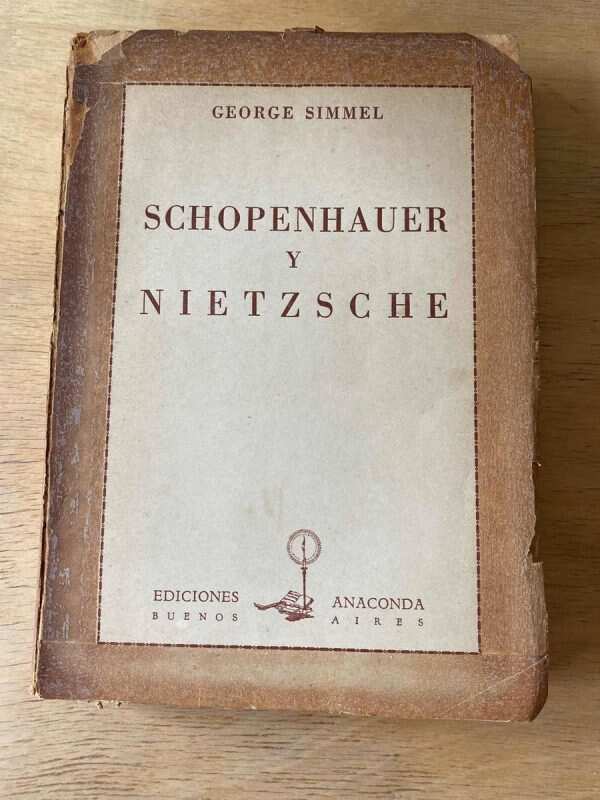 GEORGE SIMMEL
SCHOPENHAUER
Y
NIETZSCHE
EDICIONES ANACONDA
BUENOS AIRES